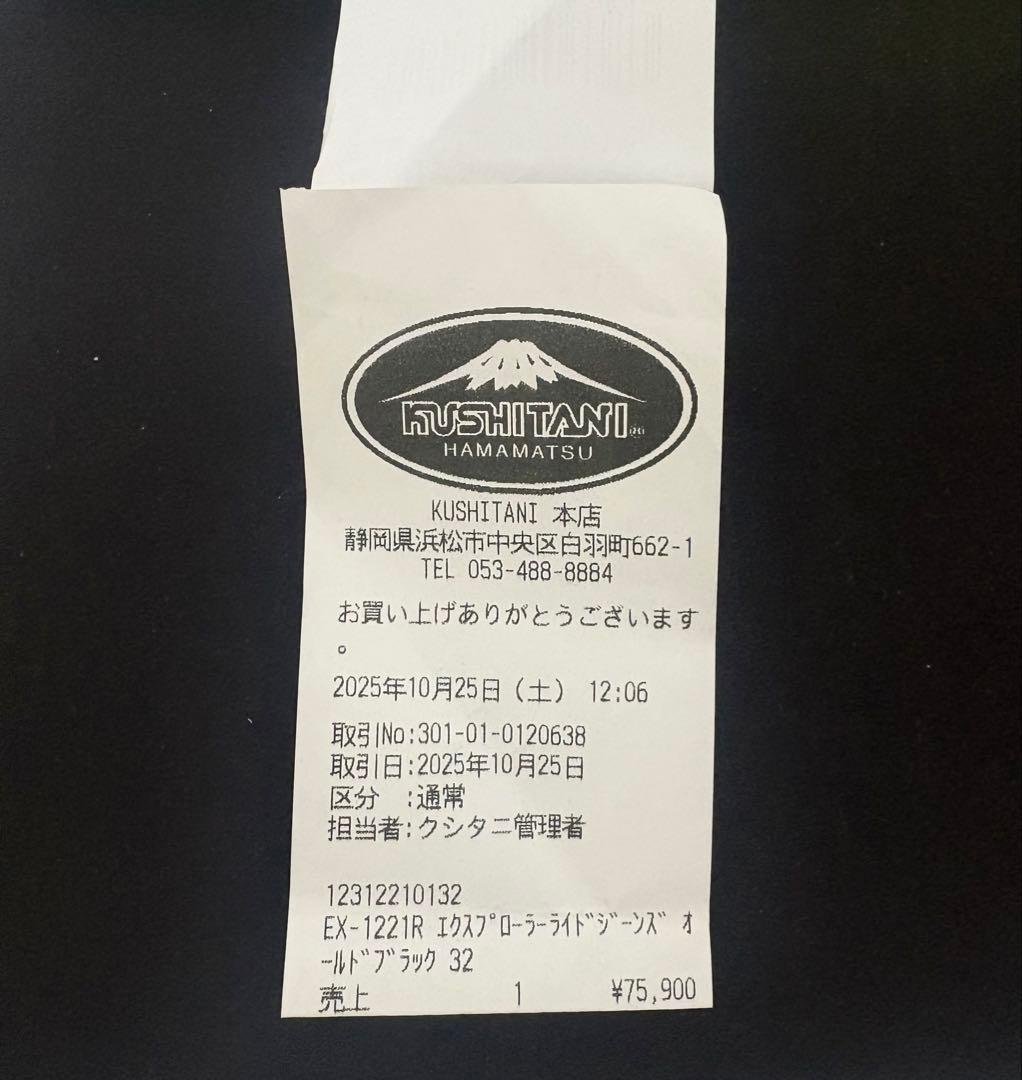 KUSHITANI®
HAMAMATSU
KUSHITANI 本店
静岡県浜松市中央区白羽町662-1
TEL 053-488-8884
お買い上げありがとうございます
。
2025年10月25日（土） 12:06
取引No:301-01-0120638
取引日:2025年10月25日
区分　:通常
担当者:クシタニ管理者
12312210132
EX-1221R ｴｸｽﾌﾟﾛｰﾗｰﾗｲﾄﾞｼﾞｰﾝｽﾞ ｵ
ｰﾙﾄﾞﾌﾞﾗｯｸ 32
売上 1 ¥75,900